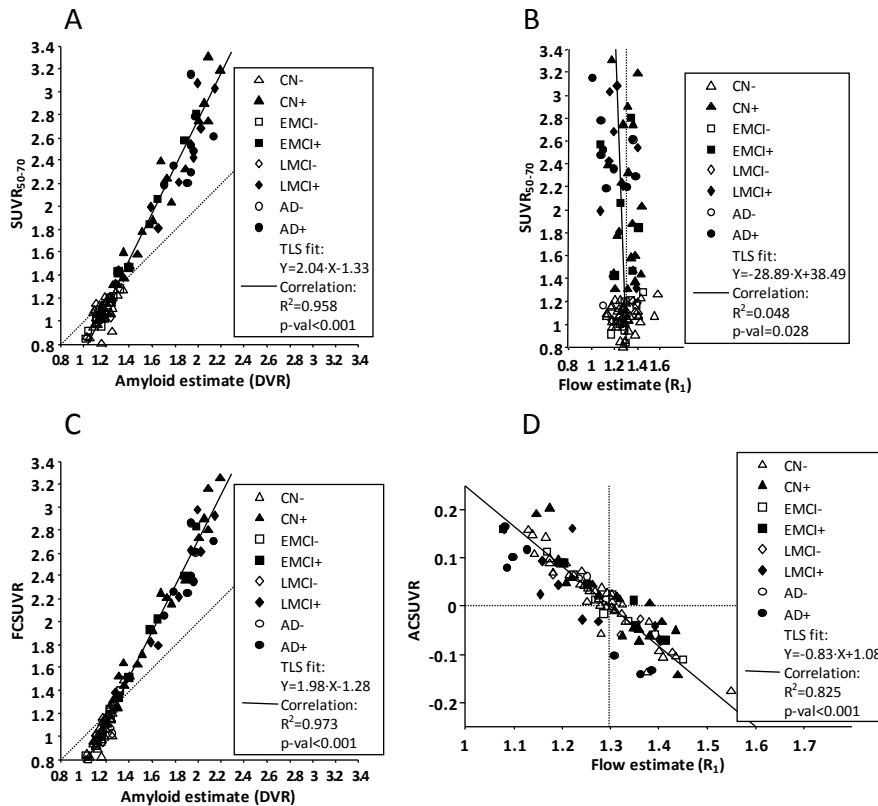 A
3.4
3.2
3
2.8
2.6
2.4
2.2
2
1.8
1.6
1.4
1.2
1
0.8
SUVR50-70
0.8 1 1.2 1.4 1.6 1.8 2 2.2 2.4 2.6 2.8 3 3.2 3.4
Amyloid estimate (DVR)
CN-
CN+
EMCI-
EMCI+
LMCI-
LMCI+
AD-
AD+
TLS fit:
Y=2.04·X-1.33
Correlation:
R2=0.958
p-val<0.001
B
3.4
3.2
3
2.8
2.6
2.4
2.2
2
1.8
1.6
1.4
1.2
1
0.8
SUVR50-70
0.8 1 1.2 1.4 1.6
Flow estimate (R1)
CN-
CN+
EMCI-
EMCI+
LMCI-
LMCI+
AD-
AD+
TLS fit:
Y=-28.89·X+38.49
Correlation:
R2=0.048
p-val=0.028
C
3.4
3.2
3
2.8
2.6
2.4
2.2
2
1.8
1.6
1.4
1.2
1
0.8
FCSUVR
0.8 1 1.2 1.4 1.6 1.8 2 2.2 2.4 2.6 2.8 3 3.2 3.4
Amyloid estimate (DVR)
CN-
CN+
EMCI-
EMCI+
LMCI-
LMCI+
AD-
AD+
TLS fit:
Y=1.98·X-1.28
Correlation:
R2=0.973
p-val<0.001
D
0.2
0.1
0
-0.1
-0.2
ACSUVR
1 1.1 1.2 1.3 1.4 1.5 1.6 1.7
Flow estimate (R1)
CN-
CN+
EMCI-
EMCI+
LMCI-
LMCI+
AD-
AD+
TLS fit:
Y=-0.83·X+1.08
Correlation:
R2=0.825
p-val<0.001